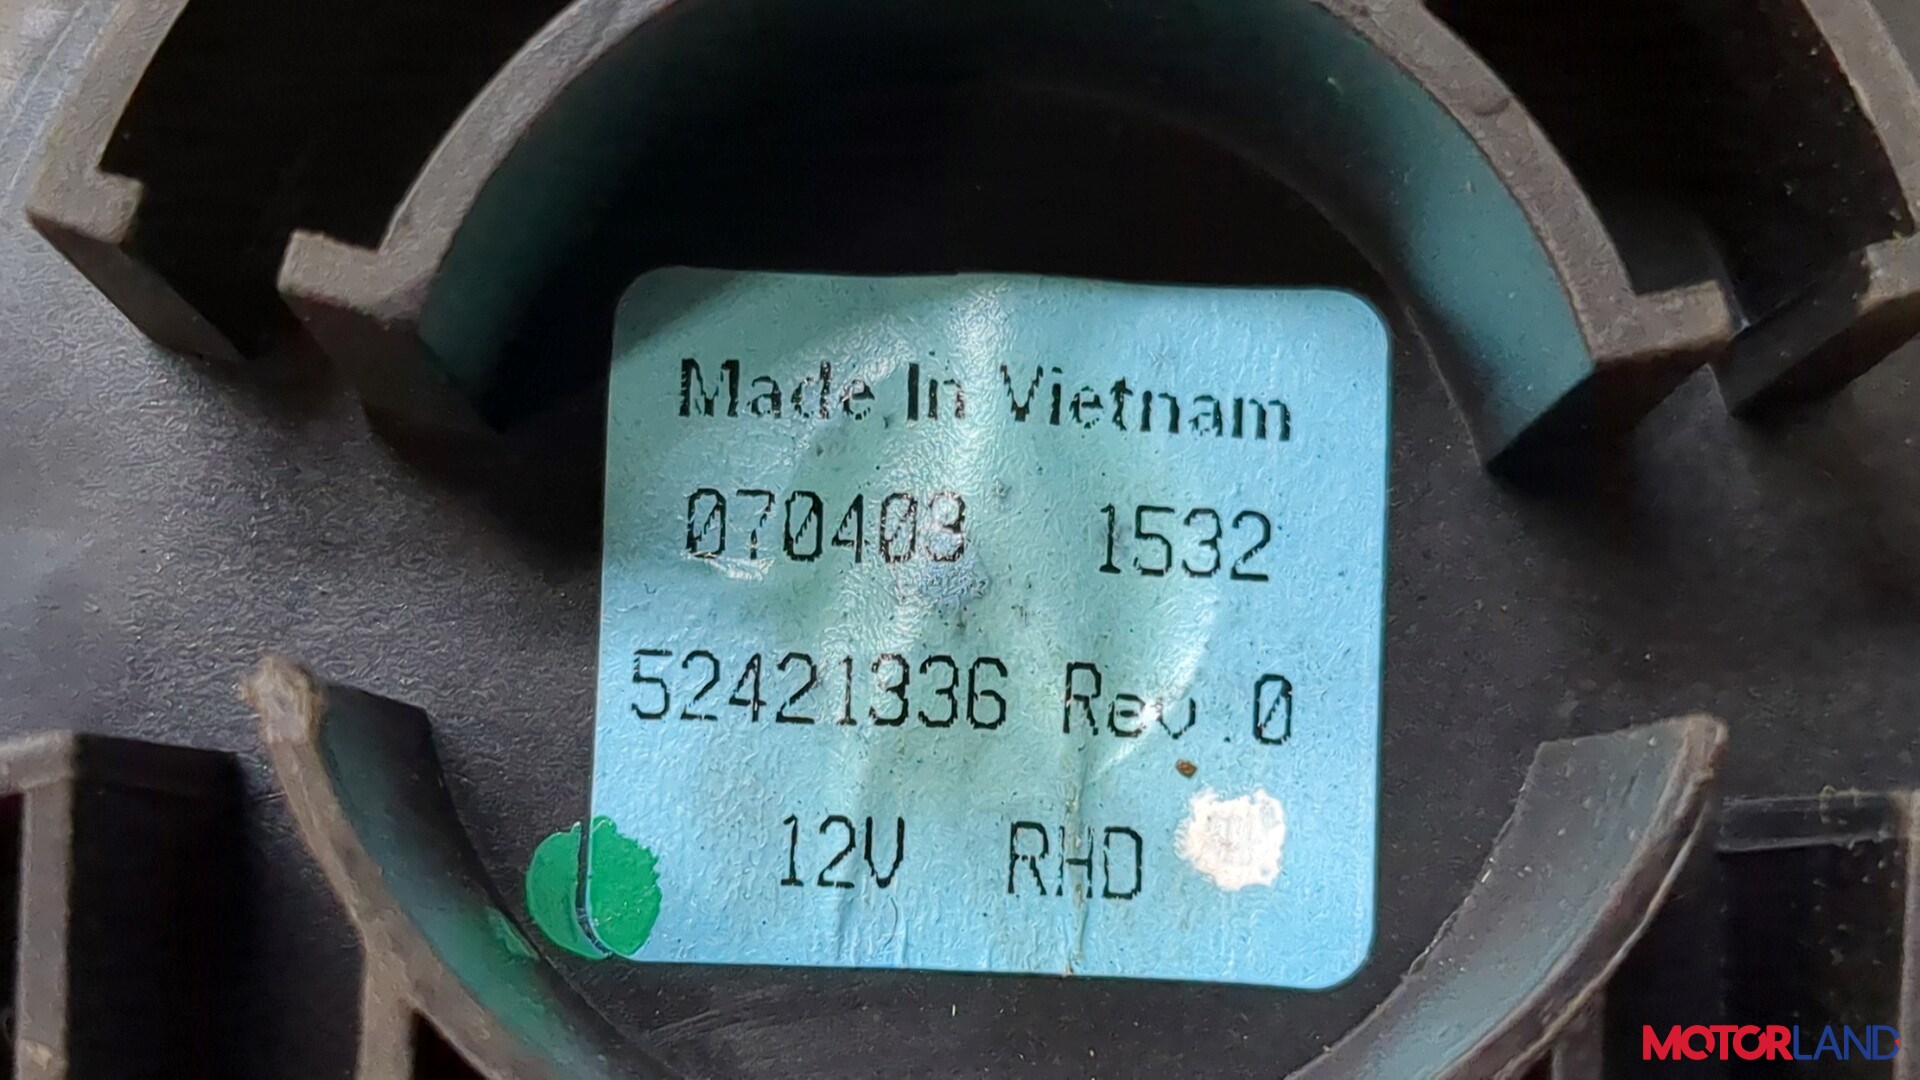 Made In Vietnam
070403 1532
52421336 Rev.0
12V RHD
MOTORLAND